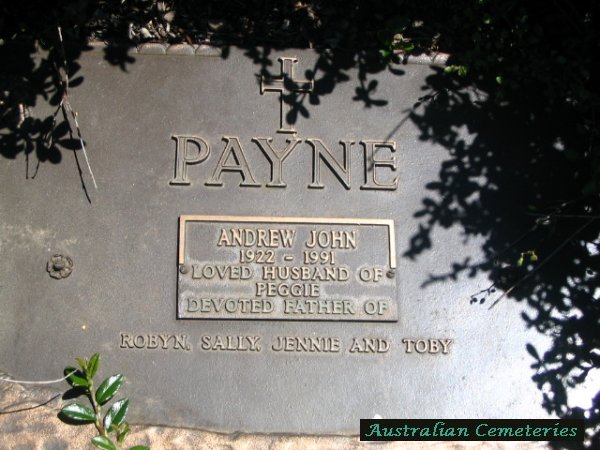 PAYNE
ANDREW JOHN
1922 - 1991
LOVED HUSBAND OF
PEGGIE
DEVOTED FATHER OF
ROBYN, SALLY, JENNIE AND TOBY
Australian Cemeteries